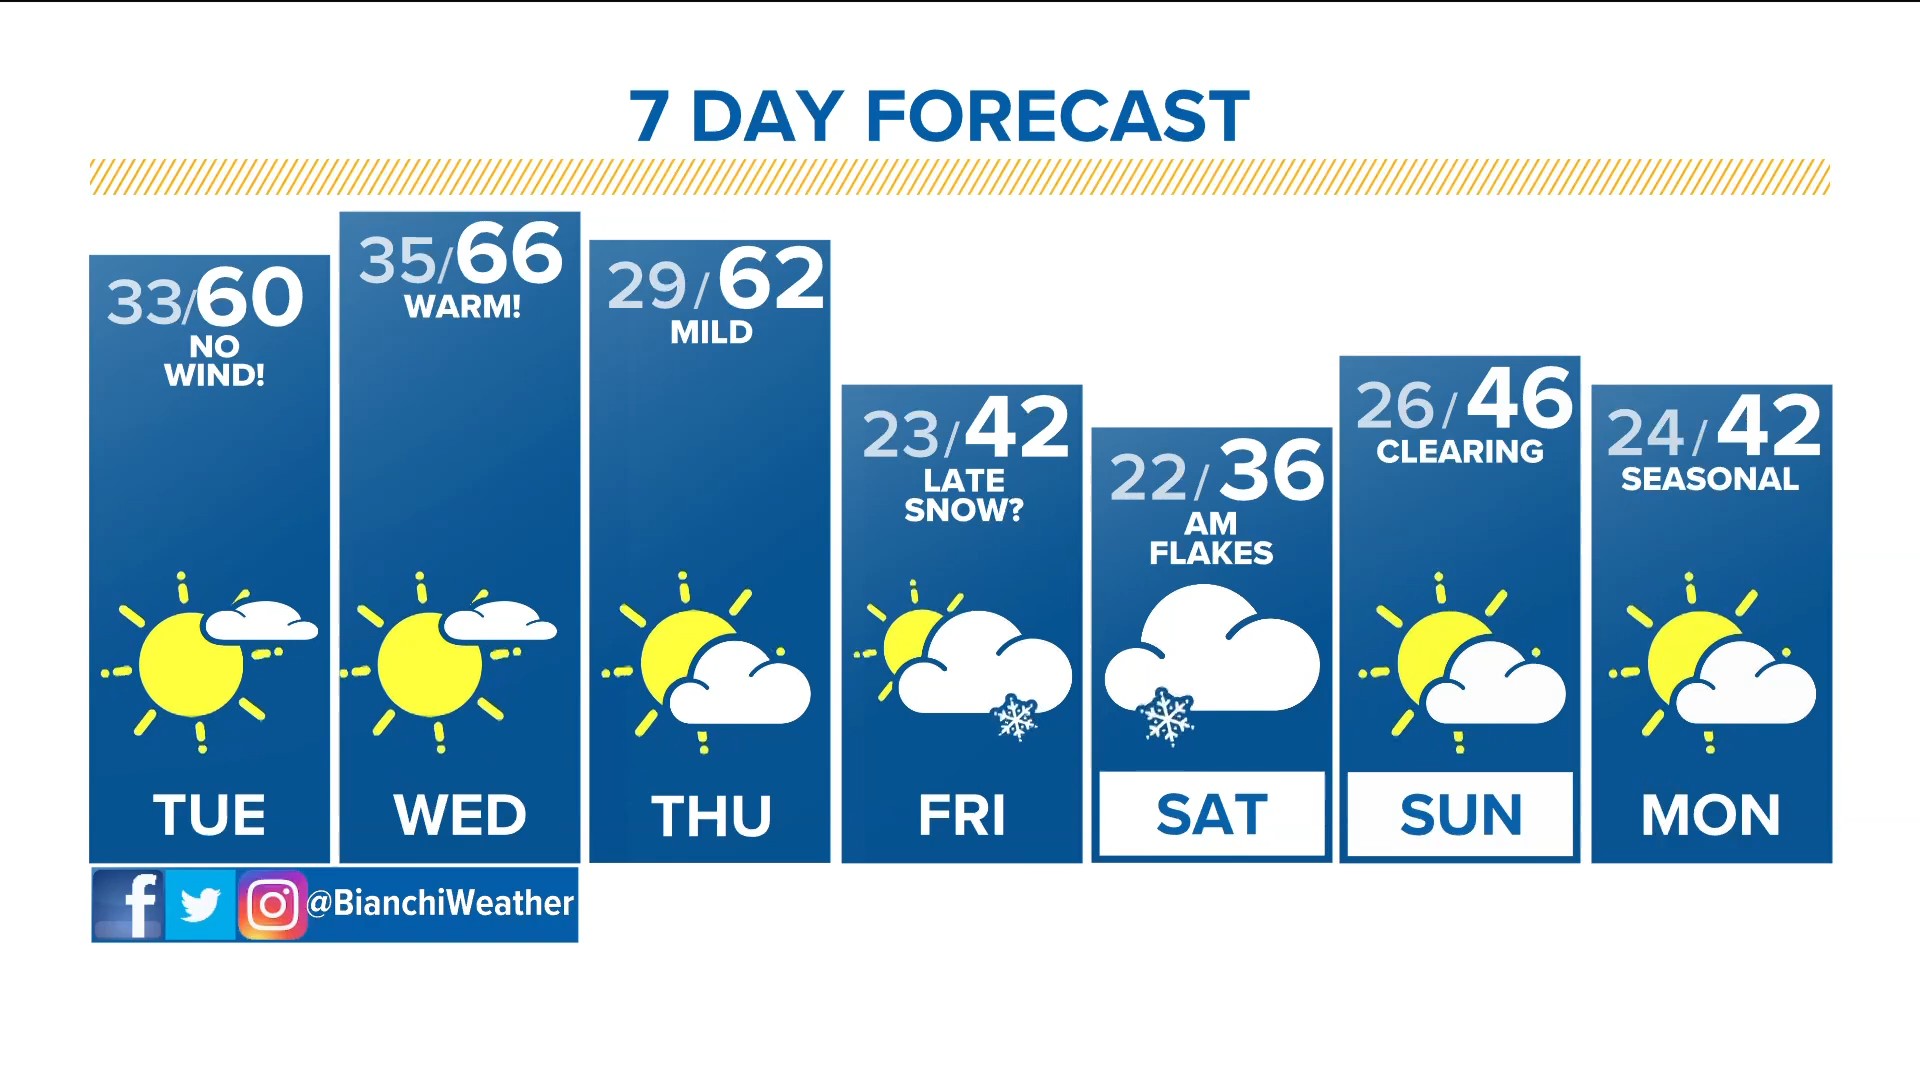 7 DAY FORECAST
33/60
NO
WIND!
TUE
35/66
WARM!
WED
29/62
MILD
THU
23/42
LATE
SNOW?
FRI
22/36
AM
FLAKES
SAT
26/46
CLEARING
SUN
24/42
SEASONAL
MON
@BianchiWeather